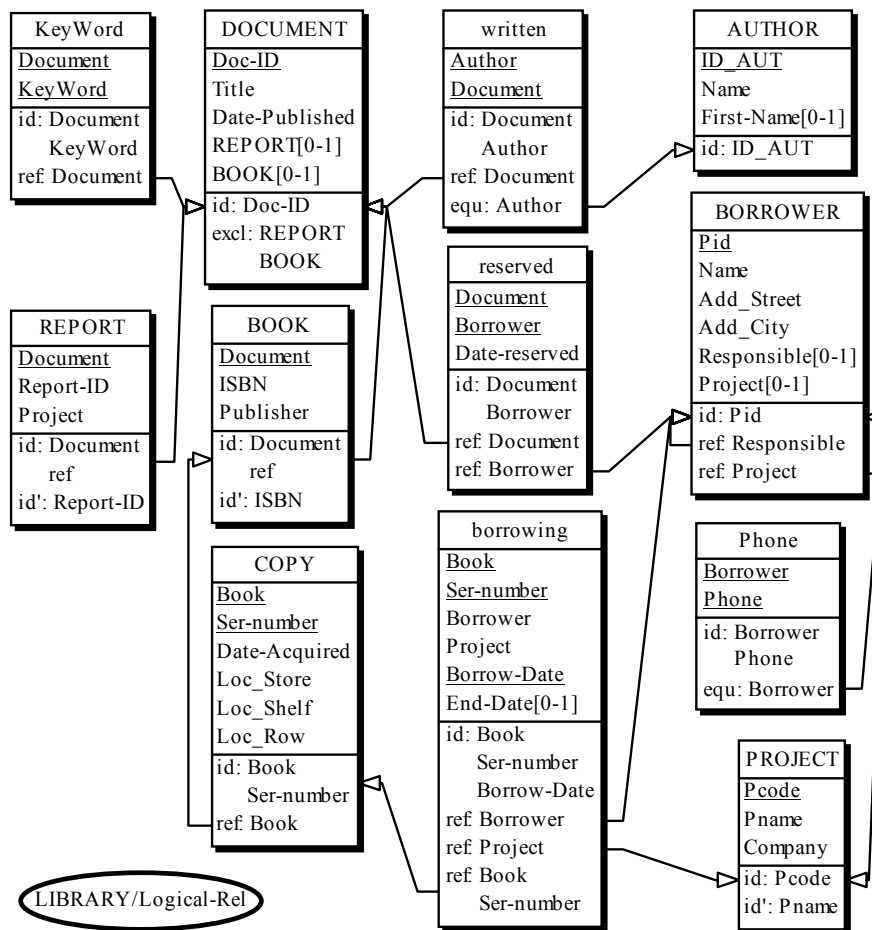 KeyWord
Document
KeyWord
id: Document
KeyWord
ref: Document
DOCUMENT
Doc-ID
Title
Date-Published
REPORT[0-1]
BOOK[0-1]
id: Doc-ID
excl: REPORT
BOOK
written
Author
Document
id: Document
Author
ref: Document
equ: Author
AUTHOR
ID_AUT
Name
First-Name[0-1]
id: ID_AUT
REPORT
Document
Report-ID
Project
id: Document
ref
id': Report-ID
BOOK
Document
ISBN
Publisher
id: Document
ref
id': ISBN
reserved
Document
Borrower
Date-reserved
id: Document
Borrower
ref: Document
ref: Borrower
BORROWER
Pid
Name
Add_Street
Add_City
Responsible[0-1]
Project[0-1]
id: Pid
ref: Responsible
ref: Project
COPY
Book
Ser-number
Date-Acquired
Loc_Store
Loc_Shelf
Loc_Row
id: Book
Ser-number
ref: Book
borrowing
Book
Ser-number
Borrower
Project
Borrow-Date
End-Date[0-1]
id: Book
Ser-number
Borrow-Date
ref: Borrower
ref: Project
ref: Book
Ser-number
Phone
Borrower
Phone
id: Borrower
Phone
equ: Borrower
PROJECT
Pcode
Pname
Company
id: Pcode
id': Pname
LIBRARY/Logical-Rel